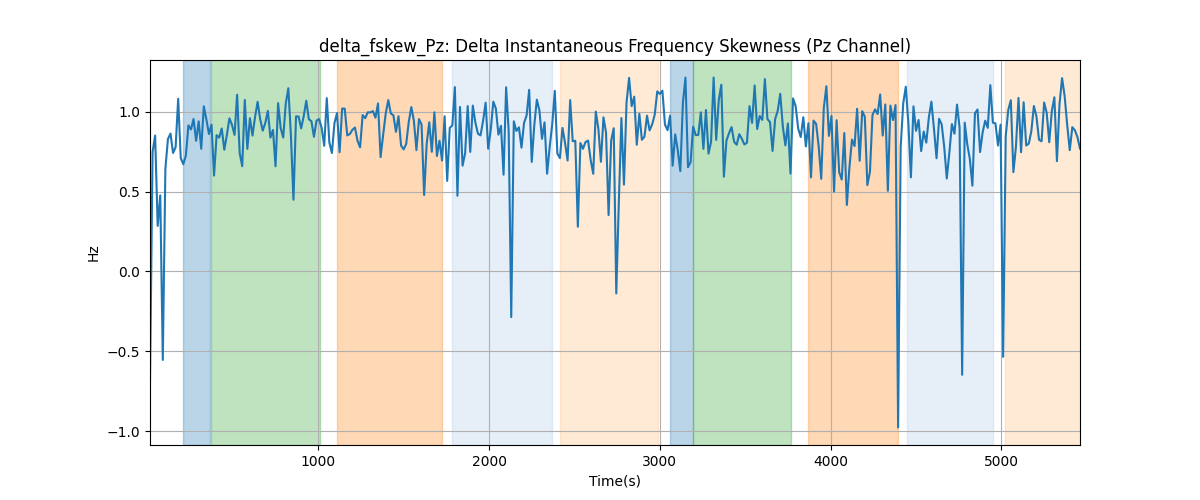 delta_fskew_Pz: Delta Instantaneous Frequency Skewness (Pz Channel)
Hz
1.0
0.5
0.0
−0.5
−1.0
1000 2000 3000 4000 5000
Time(s)